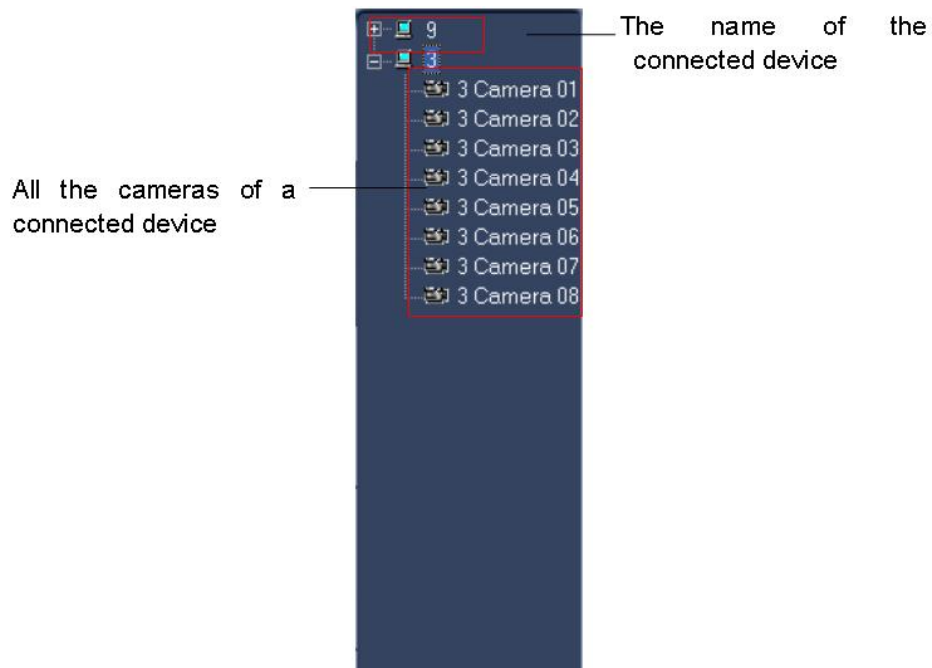 9
The name of the
connected device
3
3 Camera 01
3 Camera 02
3 Camera 03
3 Camera 04
3 Camera 05
3 Camera 06
3 Camera 07
3 Camera 08
All the cameras of a
connected device